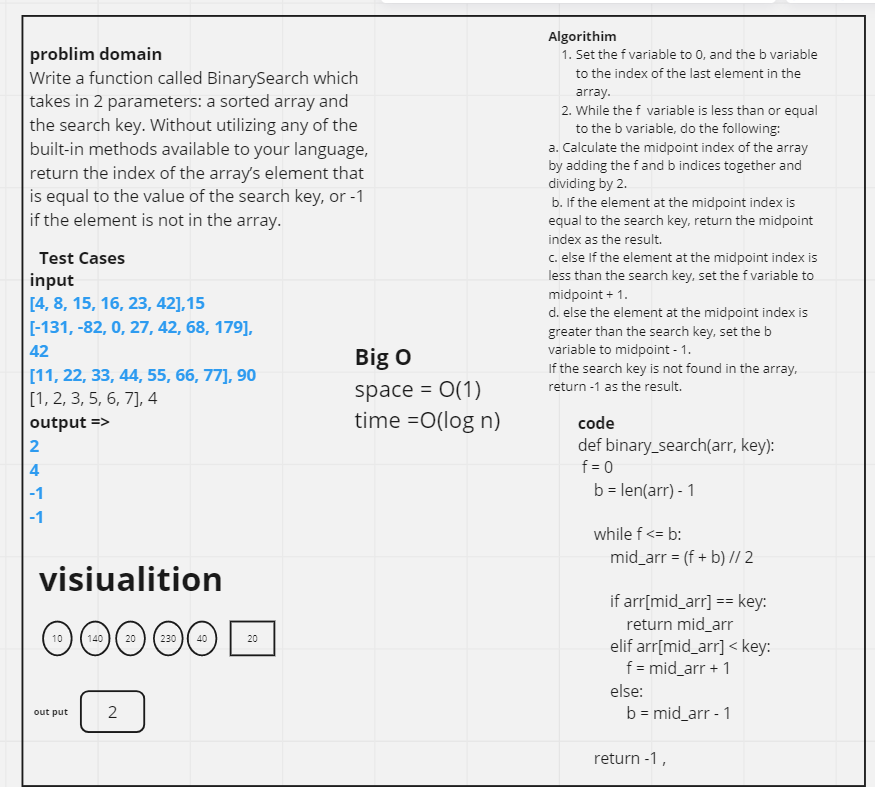 problim domain
Write a function called BinarySearch which
takes in 2 parameters: a sorted array and
the search key. Without utilizing any of the
built-in methods available to your language,
return the index of the array’s element that
is equal to the value of the search key, or -1
if the element is not in the array.
Test Cases
input
[4, 8, 15, 16, 23, 42],15
[-131, -82, 0, 27, 42, 68, 179],
42
[11, 22, 33, 44, 55, 66, 77], 90
[1, 2, 3, 5, 6, 7], 4
output =>
2
4
-1
-1
visiualition
10 140 20 230 40 20
out put 2
Big O
space = O(1)
time =O(log n)
Algorithim
1. Set the f variable to 0, and the b variable
to the index of the last element in the
array.
2. While the f variable is less than or equal
to the b variable, do the following:
a. Calculate the midpoint index of the array
by adding the f and b indices together and
dividing by 2.
b. If the element at the midpoint index is
equal to the search key, return the midpoint
index as the result.
c. else If the element at the midpoint index is
less than the search key, set the f variable to
midpoint + 1.
d. else the element at the midpoint index is
greater than the search key, set the b
variable to midpoint - 1.
If the search key is not found in the array,
return -1 as the result.
code
def binary_search(arr, key):
f = 0
b = len(arr) - 1
while f <= b:
mid_arr = (f + b) // 2
if arr[mid_arr] == key:
return mid_arr
elif arr[mid_arr] < key:
f = mid_arr + 1
else:
b = mid_arr - 1
return -1 ,